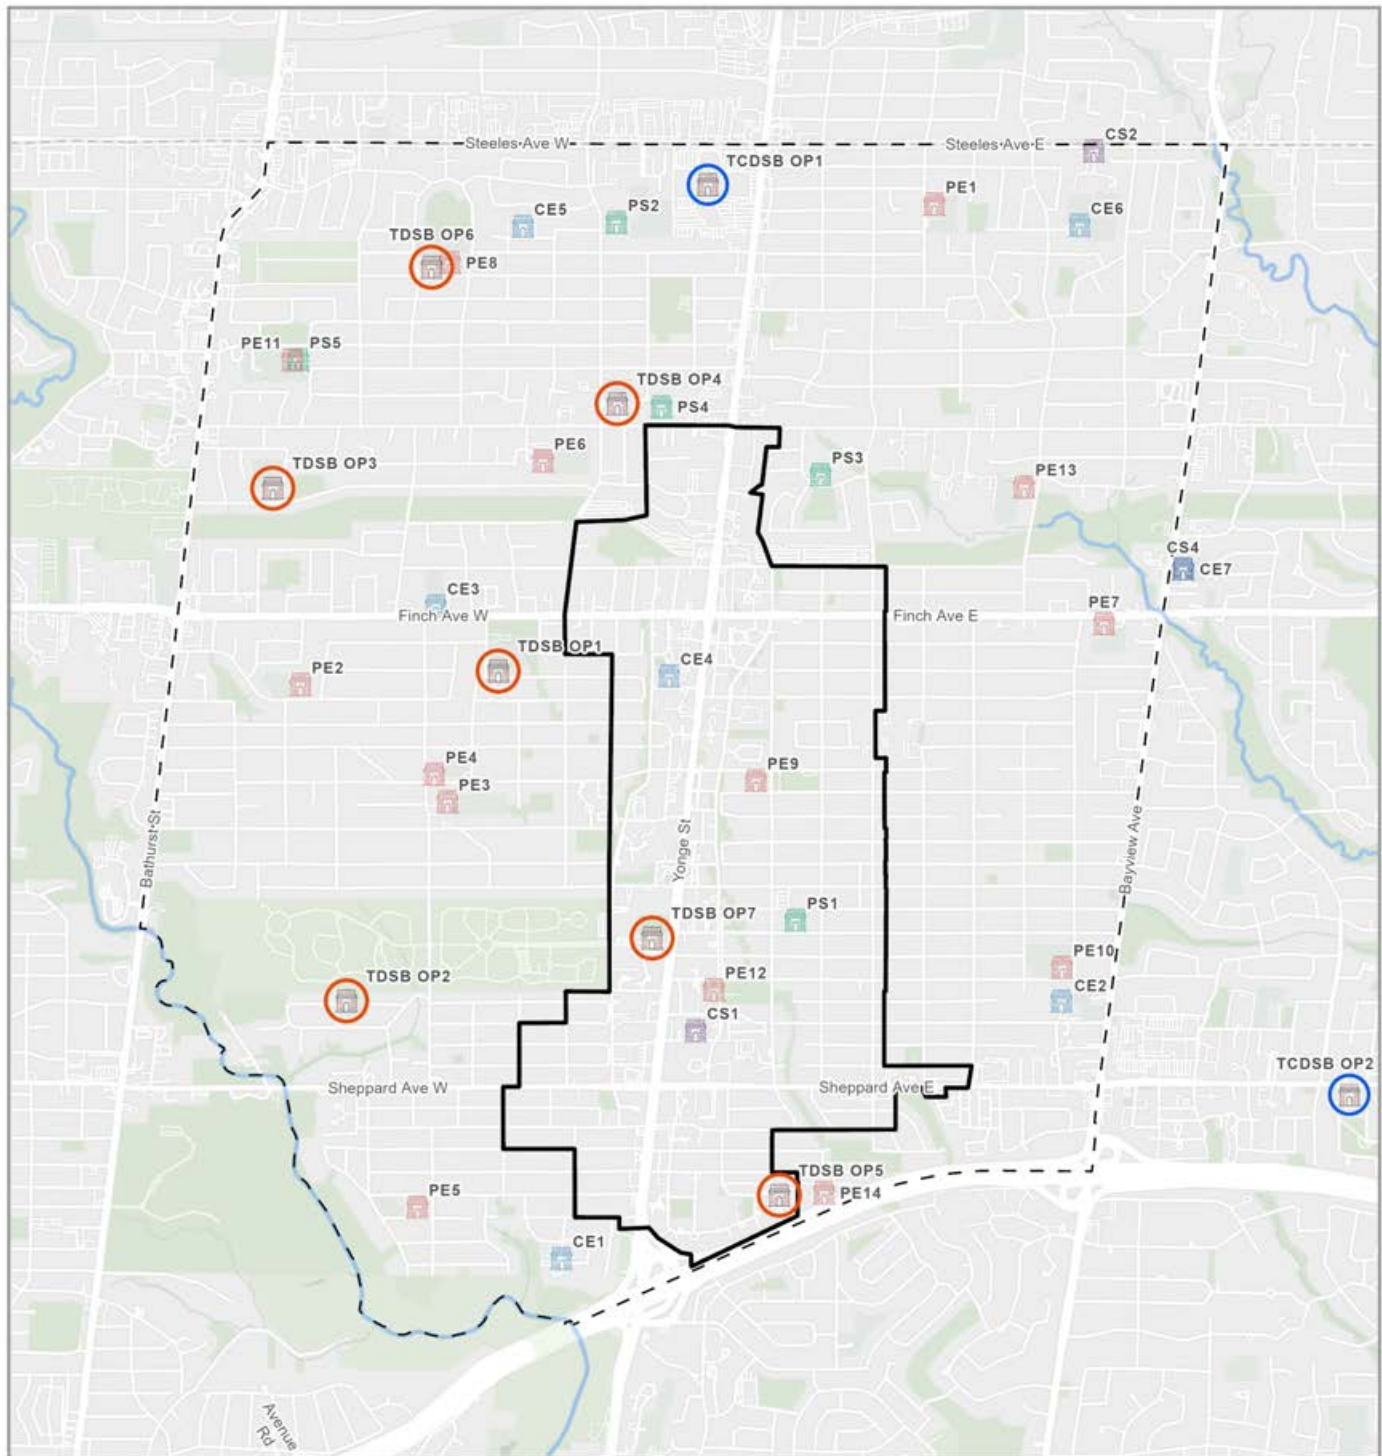 CS2
Steeles Ave W
Steeles Ave E
TCDSB OP1
PE1
CE5
PS2
CE6
TDSB OP6
PE8
PE11
PS5
TDSB OP4
PS4
PE6
PS3
TDSB OP3
PE13
CS4
CE7
CE3
Finch Ave W
Finch Ave E
PE7
TDSB OP1
CE4
PE2
PE4
PE9
PE3
Bathurst St
Yonge St
Bayview Ave
TDSB OP7
PS1
PE10
TDSB OP2
PE12
CE2
CS1
TCDSB OP2
Sheppard Ave W
Sheppard Ave E
TDSB OP5
PE5
PE14
CE1
Avenue
Rd